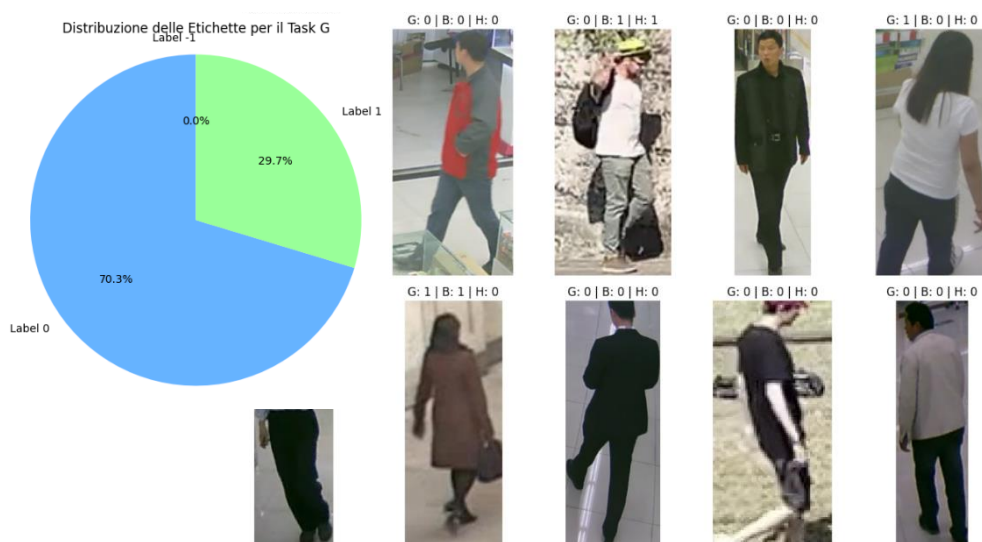 Distribuzione delle Etichette per il Task G
Label -1
0.0%
Label 1
29.7%
70.3%
Label 0
G: 0 | B: 0 | H: 0
G: 0 | B: 1 | H: 1
G: 0 | B: 0 | H: 0
G: 1 | B: 0 | H: 0
G: 1 | B: 1 | H: 0
G: 0 | B: 0 | H: 0
G: 0 | B: 0 | H: 0
G: 0 | B: 0 | H: 0